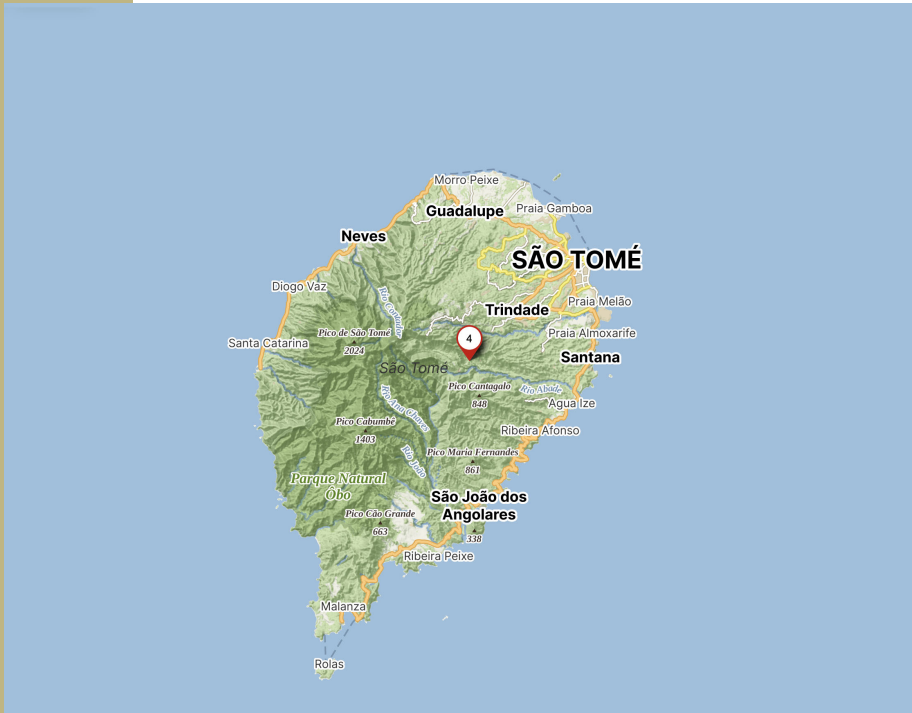 Morro Peixe
Guadalupe
Praia Gamboa
Neves
SÃO TOMÉ
Diogo Vaz
Rio Contador
Praia Melão
Trindade
Pico de São Tomé
2024
Praia Almoxarife
Santa Catarina
4
Santana
São Tomé
Pico Cantagalo
848
Rio Abade
Água Ize
Rio Ana Chaves
Pico Cabumbé
1403
Ribeira Afonso
Pico Maria Fernandes
861
Rio João
Parque Natural
Ôbo
São João dos
Angolares
Pico Cão Grande
663
338
Ribeira Peixe
Malanza
Rolas